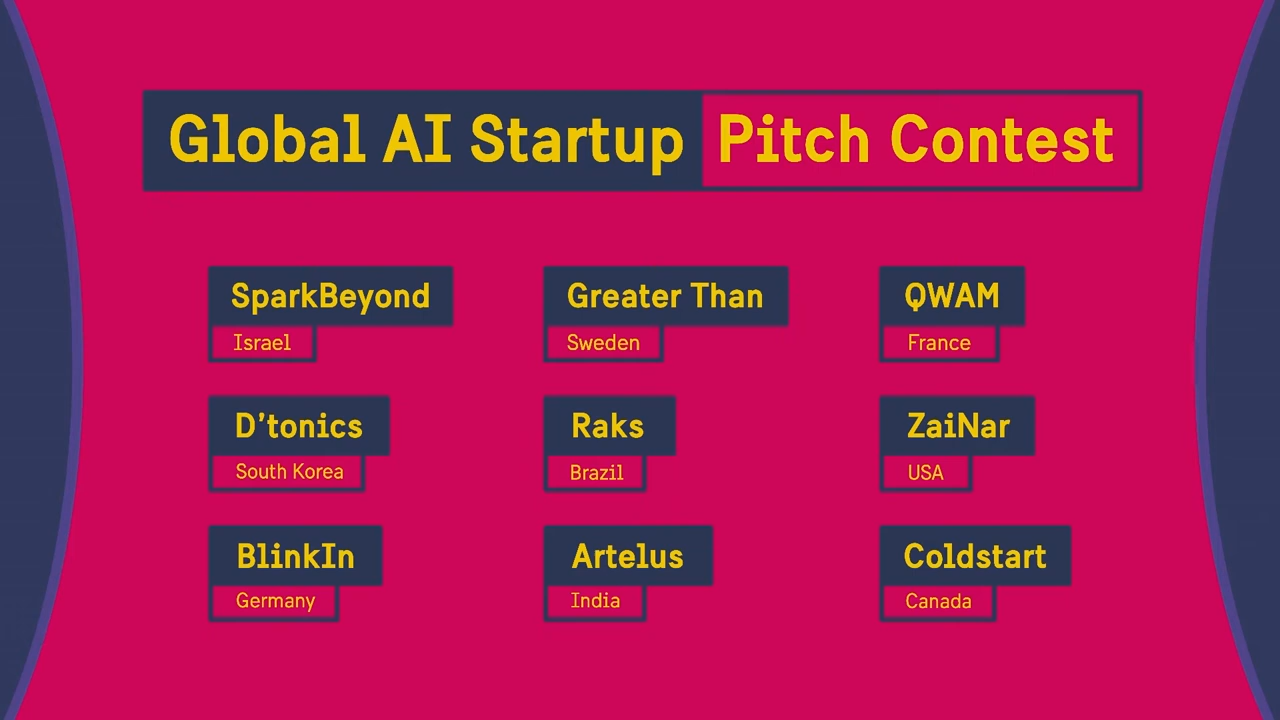 Global AI Startup Pitch Contest
SparkBeyond
Israel
Greater Than
Sweden
QWAM
France
D'tonics
South Korea
Raks
Brazil
ZaiNar
USA
BlinkIn
Germany
Artelus
India
Coldstart
Canada